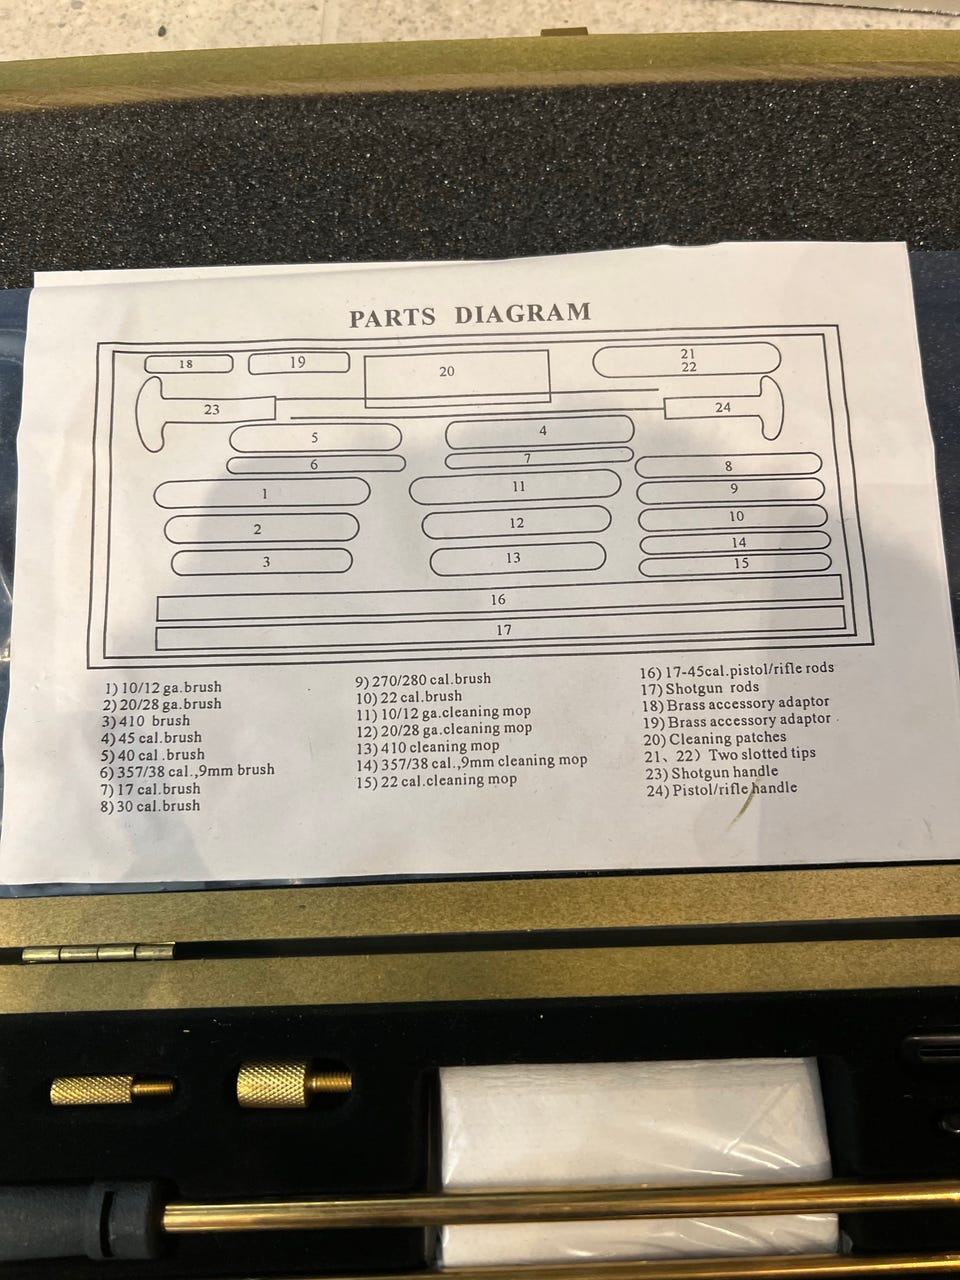 PARTS DIAGRAM
18
19
20
21
22
23
24
5
4
6
7
8
1
11
9
2
12
10
3
13
14
15
16
17
1) 10/12 ga.brush
2) 20/28 ga.brush
3) 410 brush
4) 45 cal.brush
5) 40 cal .brush
6) 357/38 cal.,9mm brush
7) 17 cal.brush
8) 30 cal.brush
9) 270/280 cal.brush
10) 22 cal.brush
11) 10/12 ga.cleaning mop
12) 20/28 ga.cleaning mop
13) 410 cleaning mop
14) 357/38 cal.,9mm cleaning mop
15) 22 cal.cleaning mop
16) 17-45cal.pistol/rifle rods
17) Shotgun rods
18) Brass accessory adaptor
19) Brass accessory adaptor
20) Cleaning patches
21、22）Two slotted tips
23) Shotgun handle
24) Pistol/rifle handle